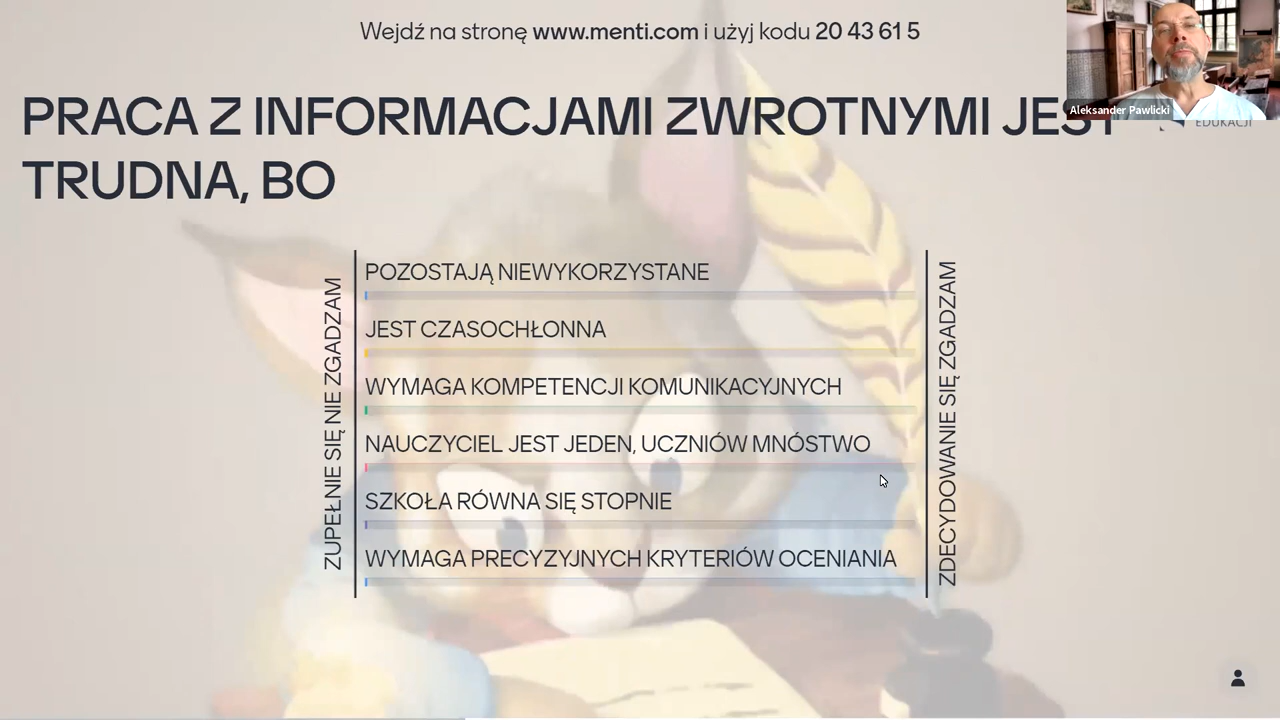 Wejdź na stronę www.menti.com i użyj kodu 20 43 61 5
Aleksander Pawlicki
EDUKACJI
PRACA Z INFORMACJAMI ZWROTNYMI JEST
TRUDNA, BO
ZUPEŁNIE SIĘ NIE ZGADZAM
POZOSTAJĄ NIEWYKORZYSTANE
JEST CZASOCHŁONNA
WYMAGA KOMPETENCJI KOMUNIKACYJNYCH
NAUCZYCIEL JEST JEDEN, UCZNIÓW MNÓSTWO
SZKOŁA RÓWNA SIĘ STOPNIE
WYMAGA PRECYZYJNYCH KRYTERIÓW OCENIANIA
ZDECYDOWANIE SIĘ ZGADZAM